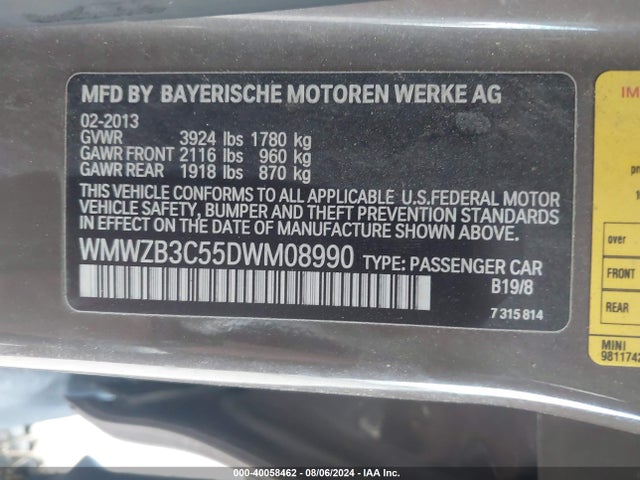 MFD BY BAYERISCHE MOTOREN WERKE AG
02-2013
GVWR 3924 lbs 1780 kg
GAWR FRONT 2116 lbs 960 kg
GAWR REAR 1918 lbs 870 kg
THIS VEHICLE CONFORMS TO ALL APPLICABLE U.S.FEDERAL MOTOR
VEHICLE SAFETY, BUMPER AND THEFT PREVENTION STANDARDS
IN EFFECT ON THE DATE OF MANUFACTURE SHOWN ABOVE.
WMWZB3C55DWM08990 TYPE: PASSENGER CAR
B19/8
7 315 814
over
FRONT
REAR
MINI
000-40058462 - 08/06/2024 - IAA Inc.